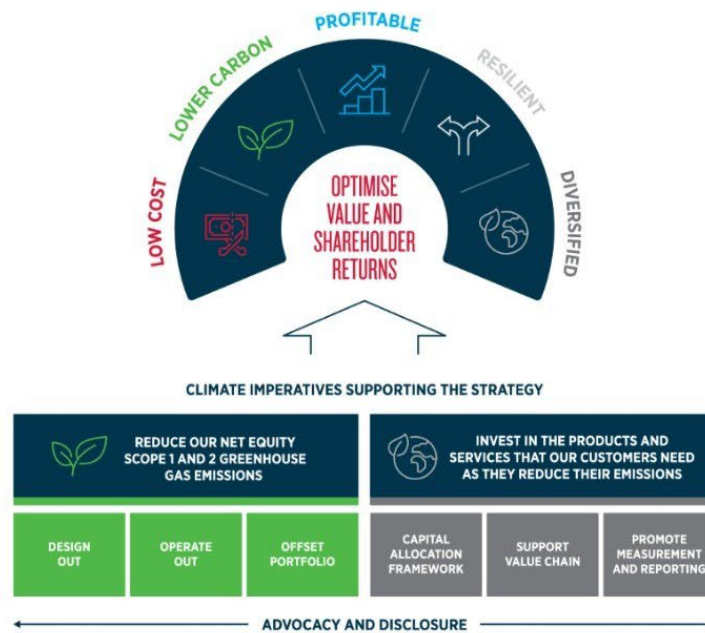 LOW COST
LOWER CARBON
PROFITABLE
RESILIENT
DIVERSIFIED
OPTIMISE
VALUE AND
SHAREHOLDER
RETURNS
CLIMATE IMPERATIVES SUPPORTING THE STRATEGY
REDUCE OUR NET EQUITY
SCOPE 1 AND 2 GREENHOUSE
GAS EMISSIONS
INVEST IN THE PRODUCTS AND
SERVICES THAT OUR CUSTOMERS NEED
AS THEY REDUCE THEIR EMISSIONS
DESIGN
OUT
OPERATE
OUT
OFFSET
PORTFOLIO
CAPITAL
ALLOCATION
FRAMEWORK
SUPPORT
VALUE CHAIN
PROMOTE
MEASUREMENT
AND REPORTING
ADVOCACY AND DISCLOSURE